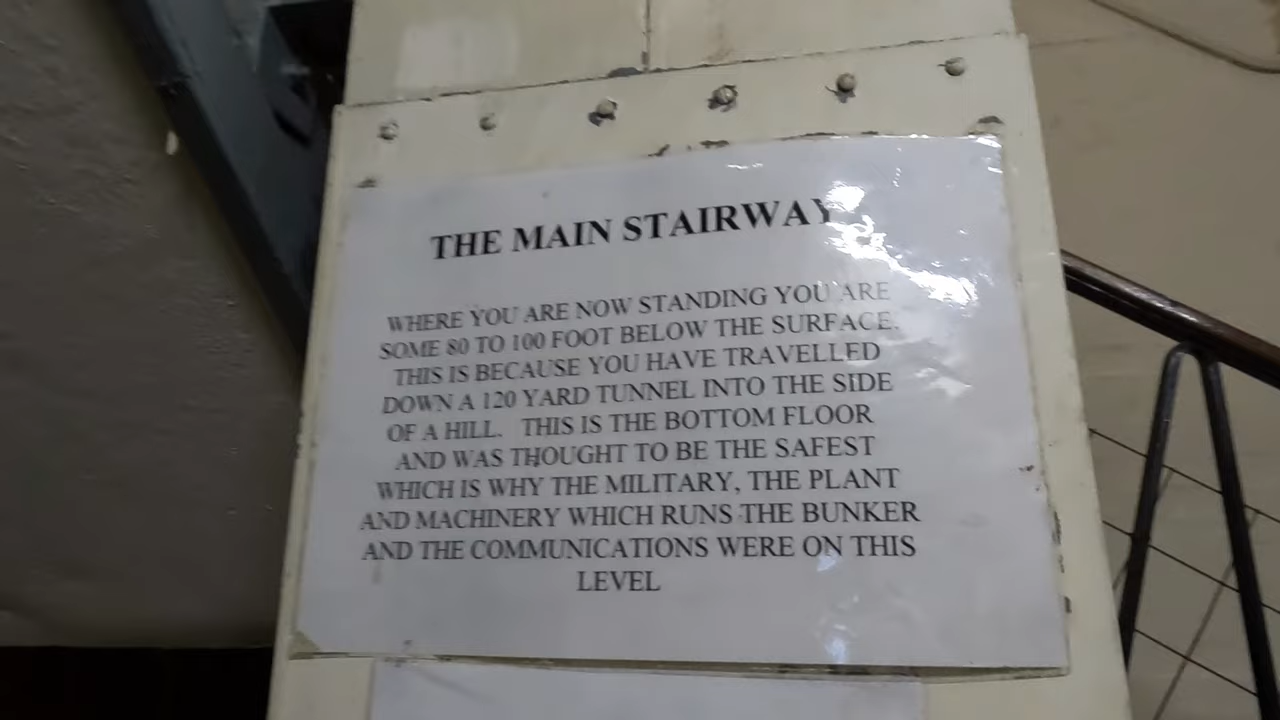 THE MAIN STAIRWAY
WHERE YOU ARE NOW STANDING YOU ARE
SOME 80 TO 100 FOOT BELOW THE SURFACE.
THIS IS BECAUSE YOU HAVE TRAVELLED
DOWN A 120 YARD TUNNEL INTO THE SIDE
OF A HILL. THIS IS THE BOTTOM FLOOR
AND WAS THOUGHT TO BE THE SAFEST
WHICH IS WHY THE MILITARY, THE PLANT
AND MACHINERY WHICH RUNS THE BUNKER
AND THE COMMUNICATIONS WERE ON THIS
LEVEL